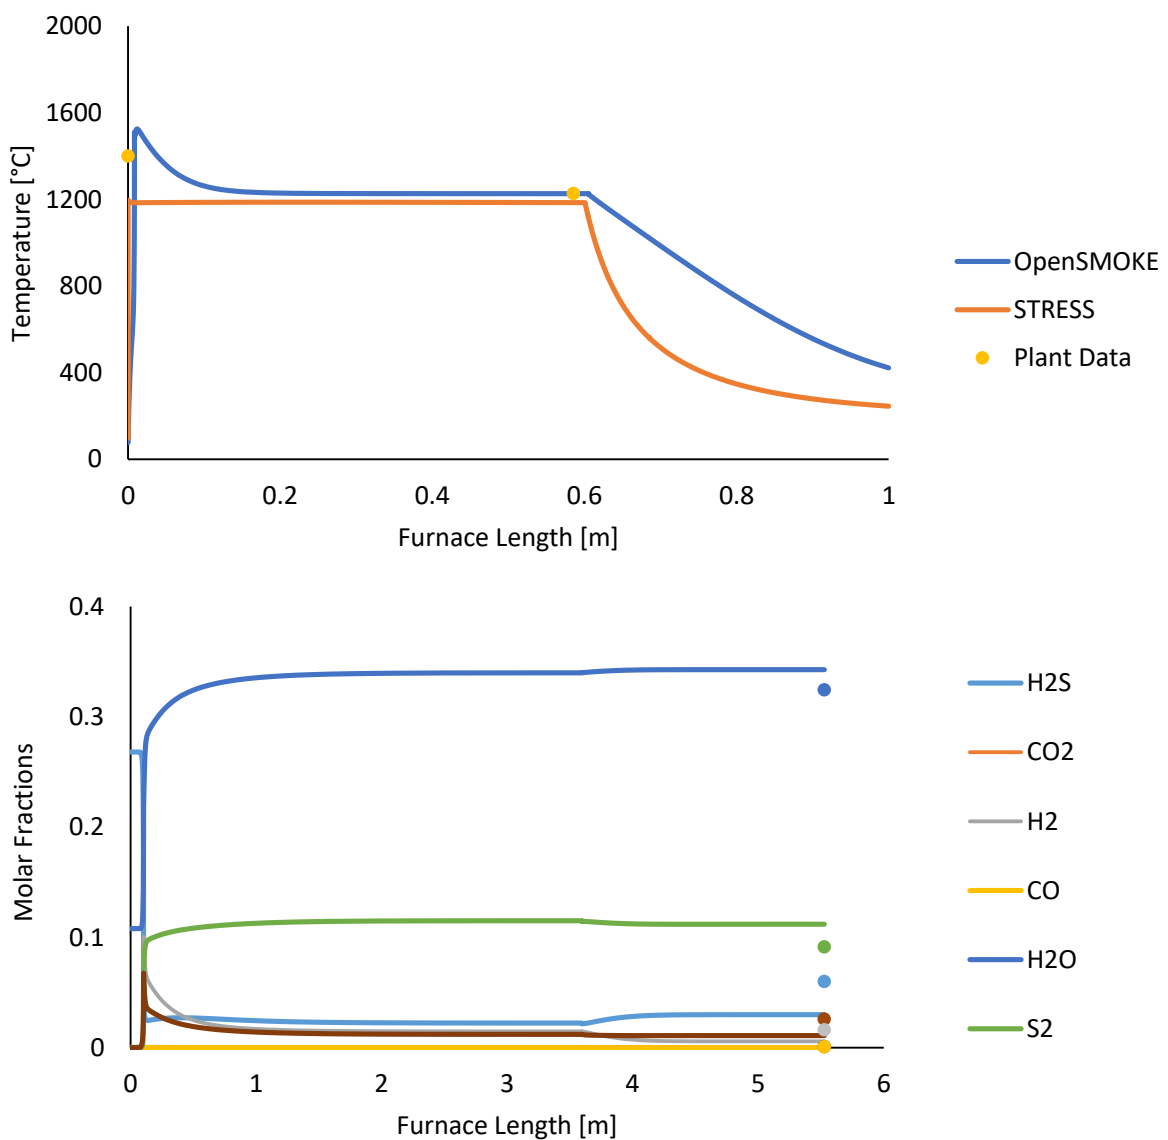 2000
1600
1200
800
400
0
Temperature [°C]
0 0.2 0.4 0.6 0.8 1
Furnace Length [m]
OpenSMOKE
STRESS
Plant Data
0.4
0.3
0.2
0.1
0
Molar Fractions
0 1 2 3 4 5 6
Furnace Length [m]
H2S
CO2
H2
CO
H2O
S2